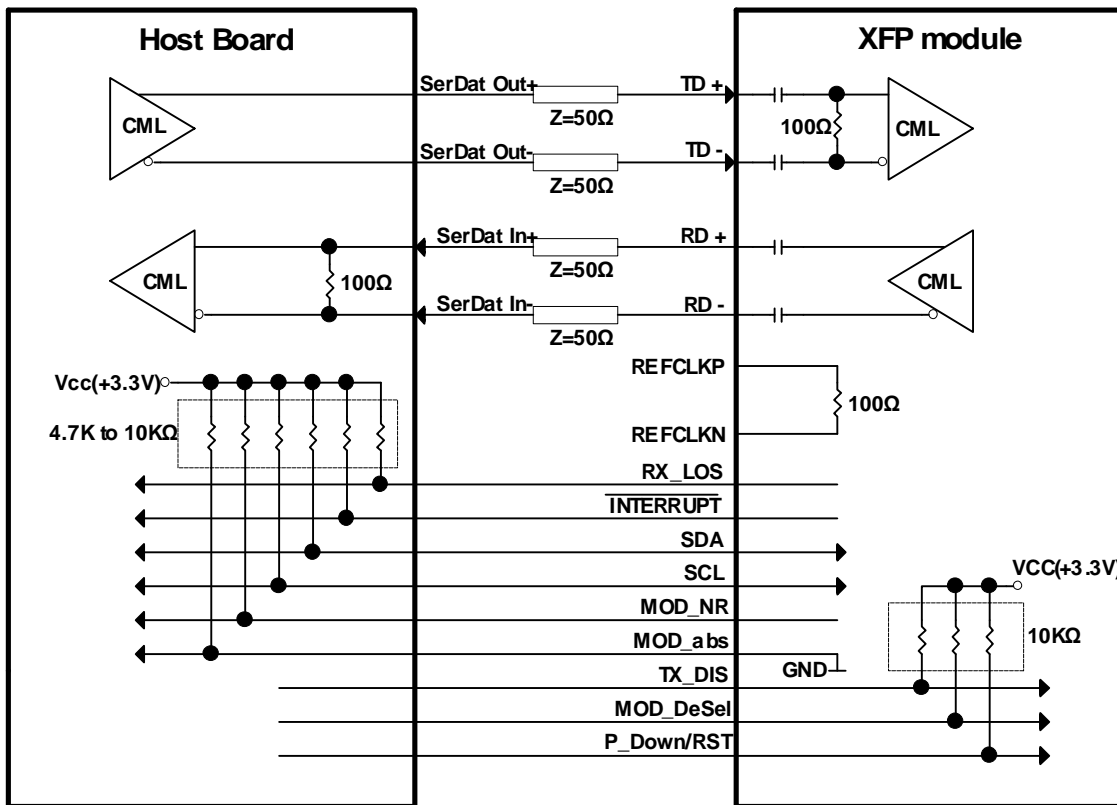 Host Board
XFP module
SerDat Out+
TD +
CML
Z=50Ω
100Ω
CML
SerDat Out-
TD -
Z=50Ω
SerDat In+
RD +
CML
100Ω
Z=50Ω
CML
SerDat In-
RD -
Z=50Ω
REFCLKP
Vcc(+3.3V)
100Ω
4.7K to 10KΩ
REFCLKN
RX_LOS
INTERRUPT
SDA
SCL
VCC(+3.3V)
MOD_NR
10KΩ
MOD_abs
GND
TX_DIS
MOD_DeSel
P_Down/RST